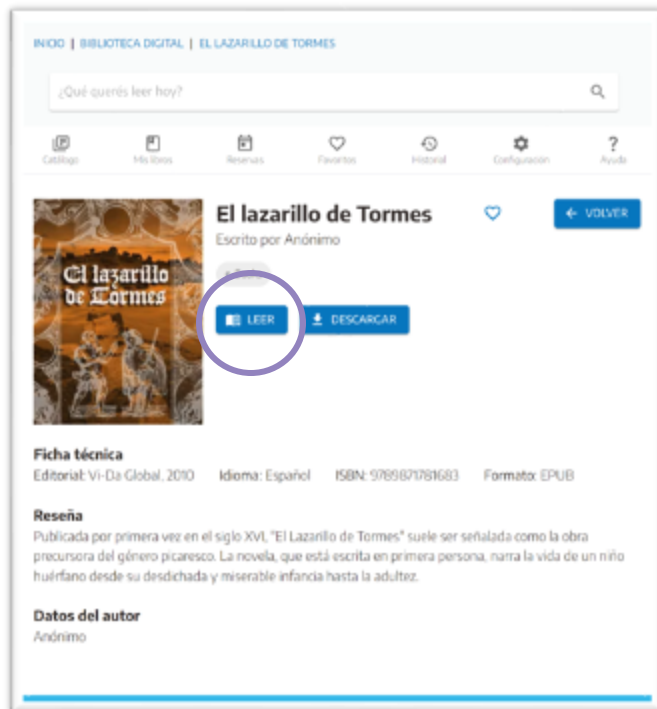 INICIO | BIBLIOTECA DIGITAL | EL LAZARILLO DE TORMES
¿Qué querés leer hoy?
Catálogo Mis libros Reservas Favoritos Historial Configuración ? Ayuda
El lazarillo
de Tormes
El lazarillo de Tormes
VOLVER
Escrito por Anónimo
LEER DESCARGAR
Ficha técnica
Editorial: Vi-Da Global, 2010 Idioma: Español ISBN: 9789871781683 Formato: EPUB
Reseña
Publicada por primera vez en el siglo XVI, "El Lazarillo de Tormes" suele ser señalada como la obra
precursora del género picaresco. La novela, que está escrita en primera persona, narra la vida de un niño
huérfano desde su desdichada y miserable infancia hasta la adultez.
Datos del autor
Anónimo